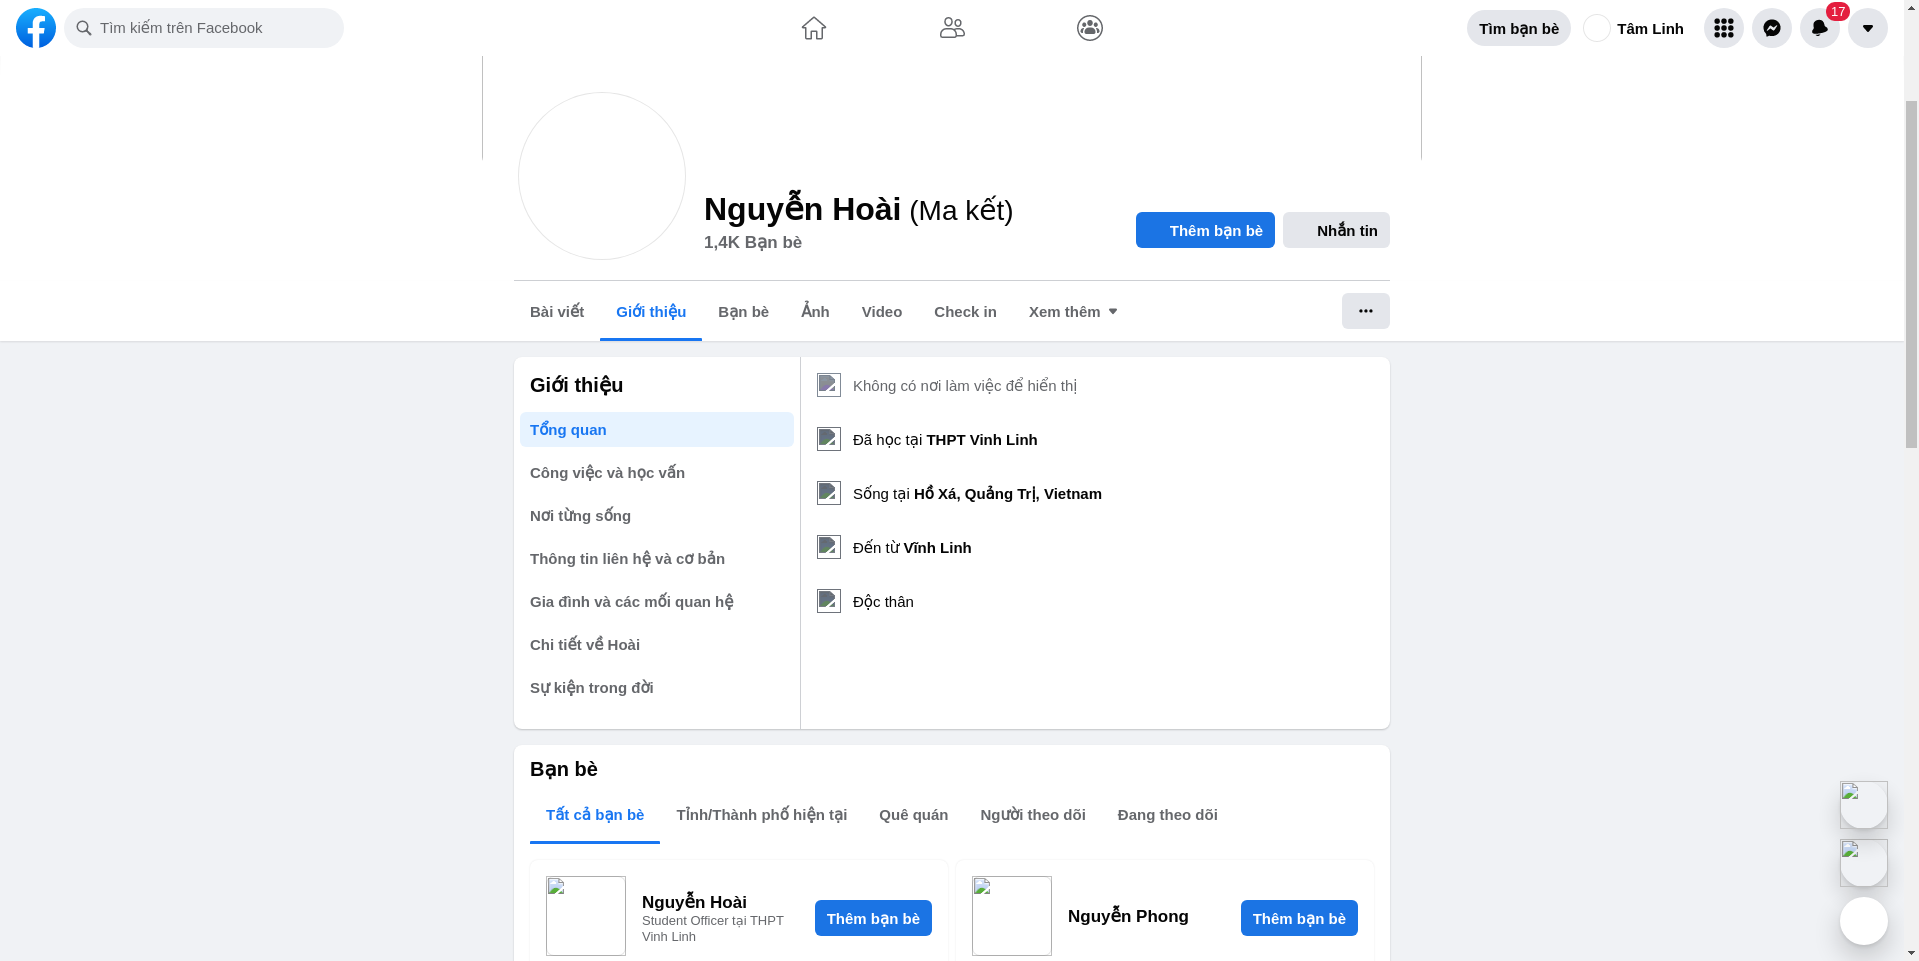 Tìm kiếm trên Facebook
Tìm bạn bè
Tâm Linh
17
Nguyễn Hoài (Ma kết)
1,4K Bạn bè
Thêm bạn bè
Nhắn tin
Bài viết
Giới thiệu
Bạn bè
Ảnh
Video
Check in
Xem thêm
Giới thiệu
Tổng quan
Công việc và học vấn
Nơi từng sống
Thông tin liên hệ và cơ bản
Gia đình và các mối quan hệ
Chi tiết về Hoài
Sự kiện trong đời
Không có nơi làm việc để hiển thị
Đã học tại THPT Vinh Linh
Sống tại Hồ Xá, Quảng Trị, Vietnam
Đến từ Vĩnh Linh
Độc thân
Bạn bè
Tất cả bạn bè
Tỉnh/Thành phố hiện tại
Quê quán
Người theo dõi
Đang theo dõi
Nguyễn Hoài
Student Officer tại THPT
Vinh Linh
Thêm bạn bè
Nguyễn Phong
Thêm bạn bè